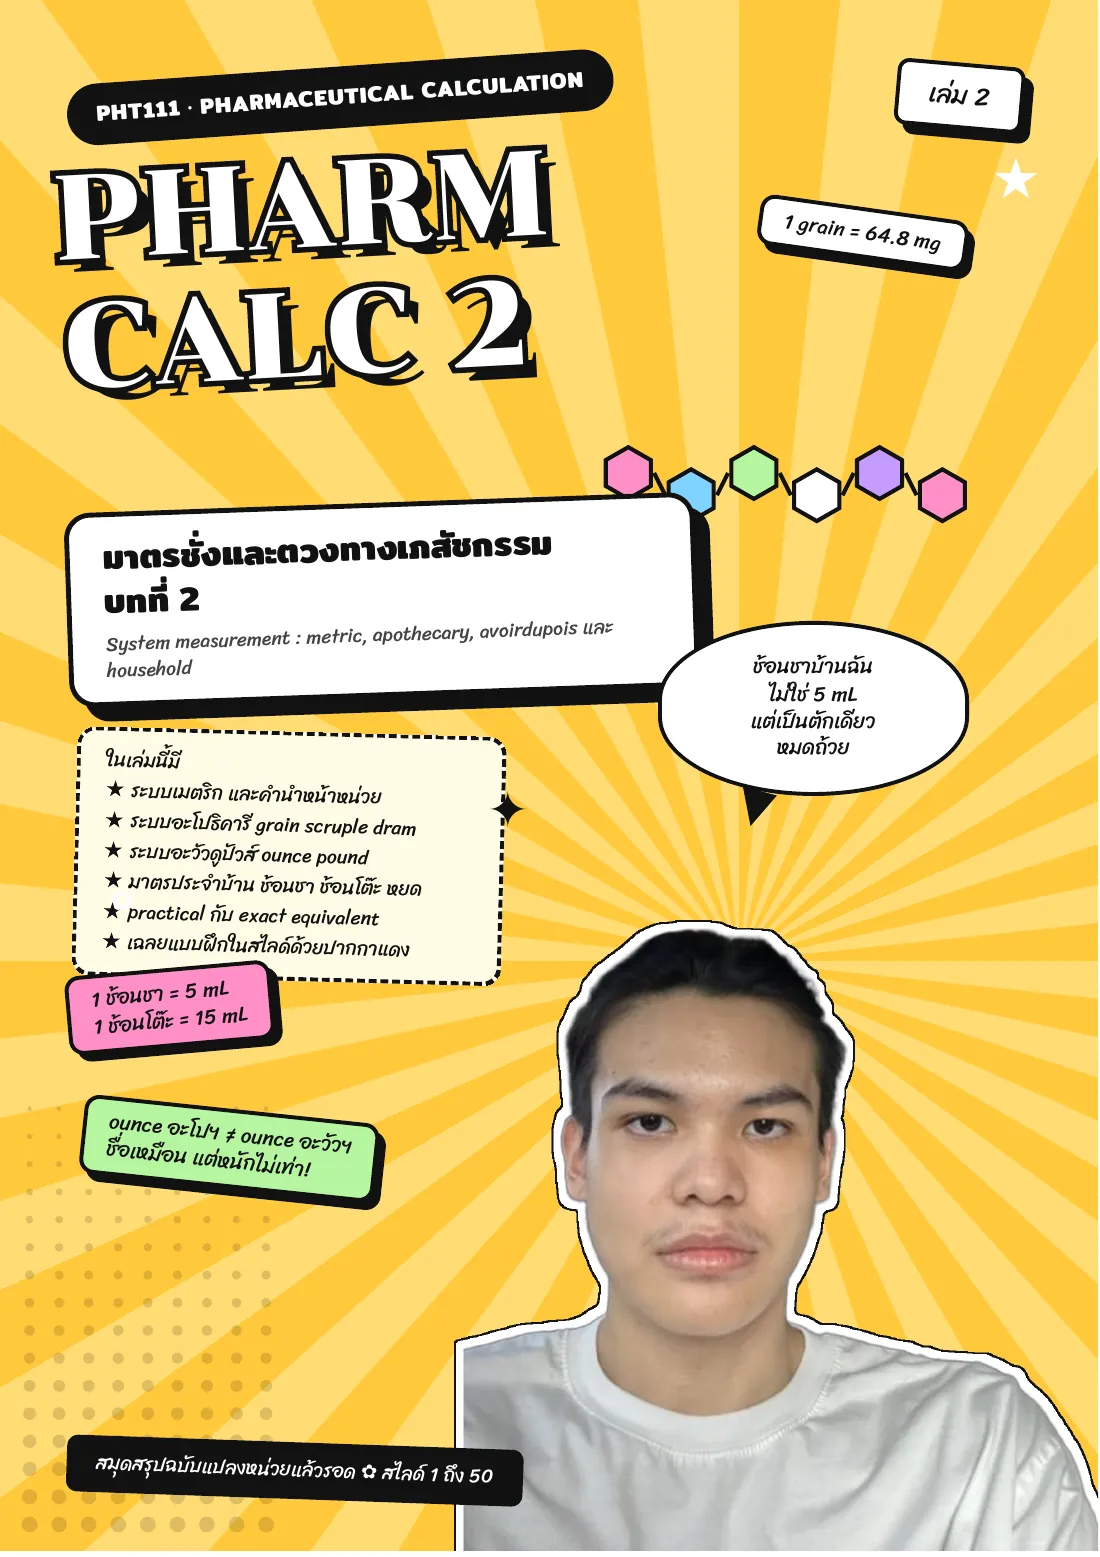 PHT111 · PHARMACEUTICAL CALCULATION
เล่ม 2
PHARM
CALC 2
1 grain = 64.8 mg
มาตรชั่งและตวงทางเภสัชกรรม
บทที่ 2
System measurement : metric, apothecary, avoirdupois และ
household
ช้อนชาบ้านฉัน
ไม่ใช่ 5 mL
แต่เป็นตักเดียว
หมดถ้วย
ในเล่มนี้มี
★ ระบบเมตริก และคำนำหน้าหน่วย
★ ระบบอะโปธิคารี grain scruple dram
★ ระบบอะวัวดูปัวส์ ounce pound
★ มาตรประจำบ้าน ช้อนชา ช้อนโต๊ะ หยด
★ practical กับ exact equivalent
★ เฉลยแบบฝึกในสไลด์ด้วยปากกาแดง
1 ช้อนชา = 5 mL
1 ช้อนโต๊ะ = 15 mL
ounce อะโปฯ ≠ ounce อะวัวฯ
ชื่อเหมือน แต่หนักไม่เท่า!
สมุดสรุปฉบับแปลงหน่วยแล้วรอด ✿ สไลด์ 1 ถึง 50